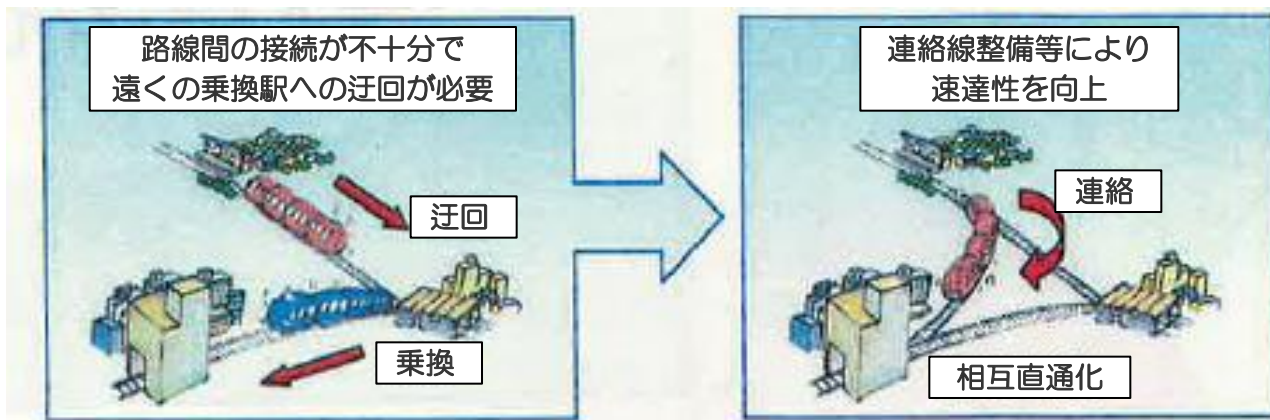 路線間の接続が不十分で
遠くの乗換駅への迂回が必要
迂回
乗換
連絡線整備等により
速達性を向上
連絡
相互直通化